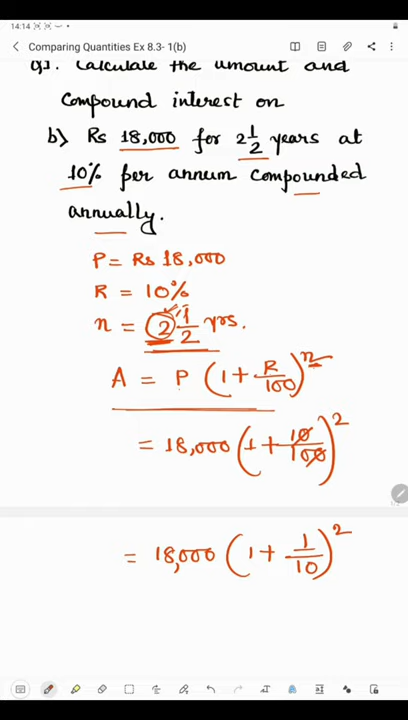 14:14
Comparing Quantities Ex 8.3- 1(b)
Q1. Calculate the amount and
compound interest on
b) Rs 18,000 for 2 1/2 years at
10% per annum compounded
annually.
P = Rs 18,000
R = 10%
n = 2 1/2 yrs.
A = P (1 + R/100)^n
= 18,000 (1 + 10/100)^2
= 18,000 (1 + 1/10)^2